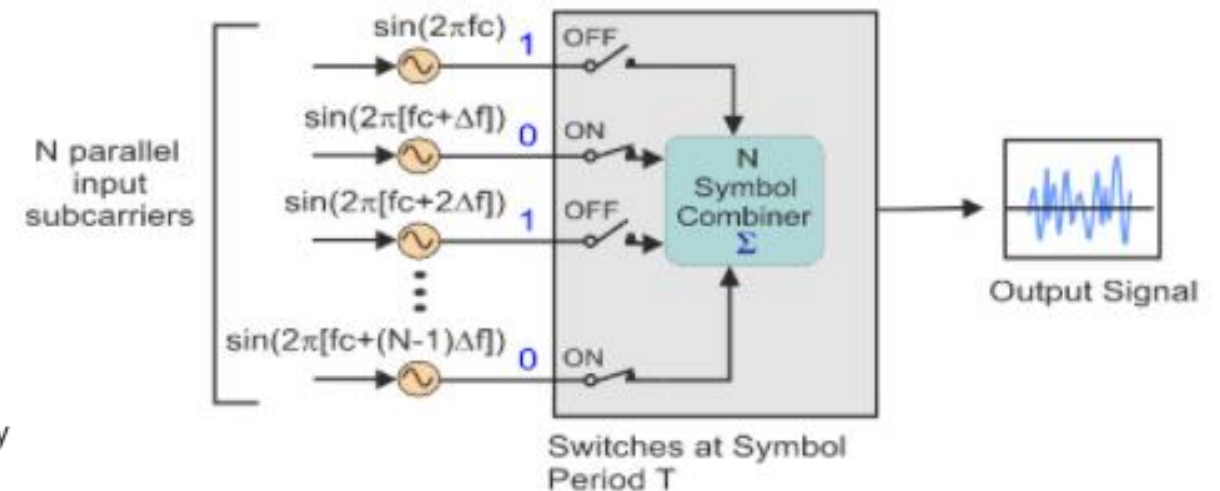 sin(2πfc)
1
OFF
sin(2π[fc+Δf])
0
ON
N parallel
input
subcarriers
sin(2π[fc+2Δf])
1
OFF
N
Symbol
Combiner
Σ
Output Signal
sin(2π[fc+(N-1)Δf])
0
ON
y
Switches at Symbol
Period T